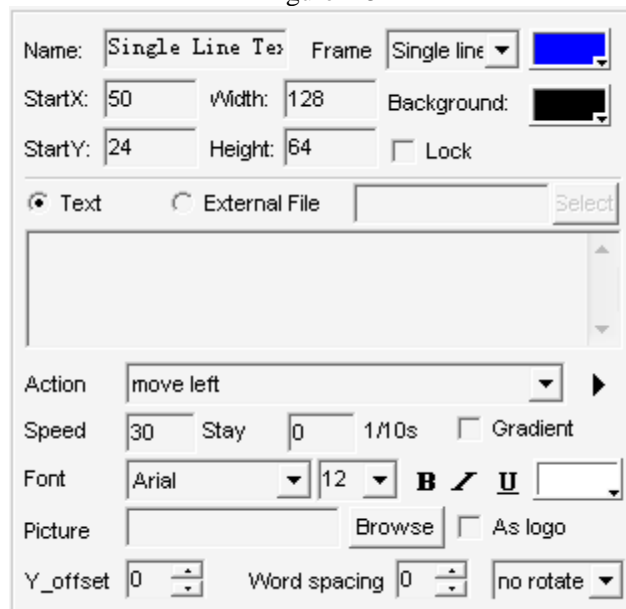 Name: Single Line Tex Frame Single line
StartX: 50 Width: 128 Background:
StartY: 24 Height: 64 Lock
Text External File Select
Action move left
Speed 30 Stay 0 1/10s Gradient
Font Arial 12 B I U
Picture Browse As logo
Y_offset 0 Word spacing 0 no rotate